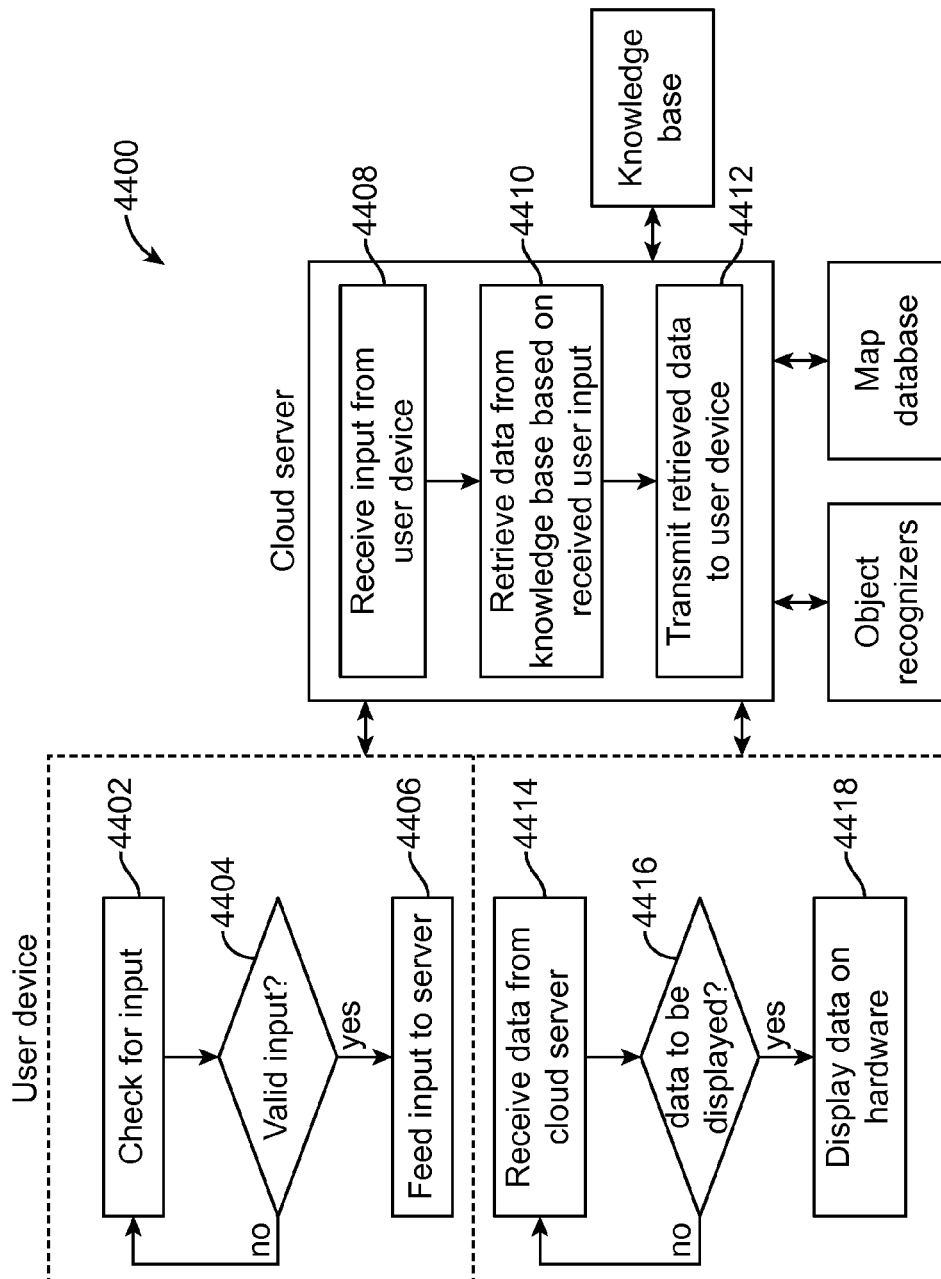 4400
User device
Check for input
4402
Valid input?
4404
no
yes
Feed input to server
4406
Receive data from
cloud server
4414
data to be
displayed?
4416
no
yes
Display data on
hardware
4418
Cloud server
Receive input from
user device
4408
Retrieve data from
knowledge base based on
received user input
4410
Transmit retrieved data
to user device
4412
Knowledge
base
Object
recognizers
Map
database